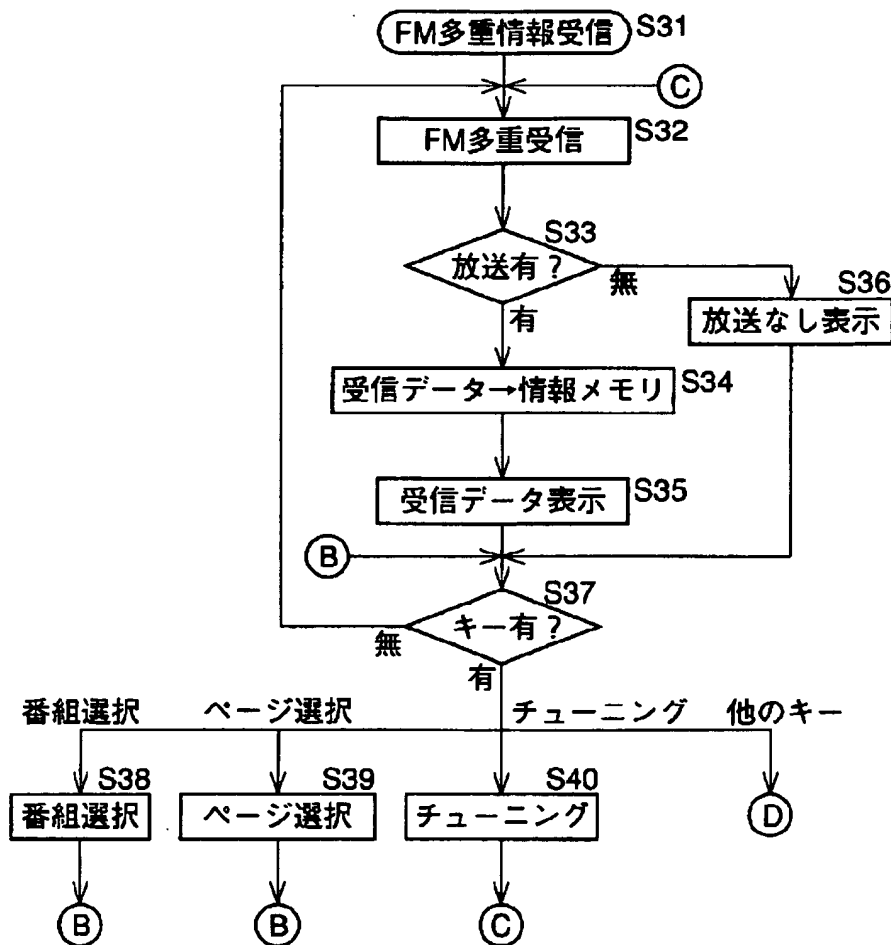 FM多重情報受信 S31
C
FM多重受信 S32
S33
放送有？
無
有
S36
放送なし表示
受信データ→情報メモリ S34
受信データ表示 S35
B
S37
キー有？
無
有
番組選択 ページ選択 チューニング 他のキー
S38 S39 S40
番組選択 ページ選択 チューニング D
B B C